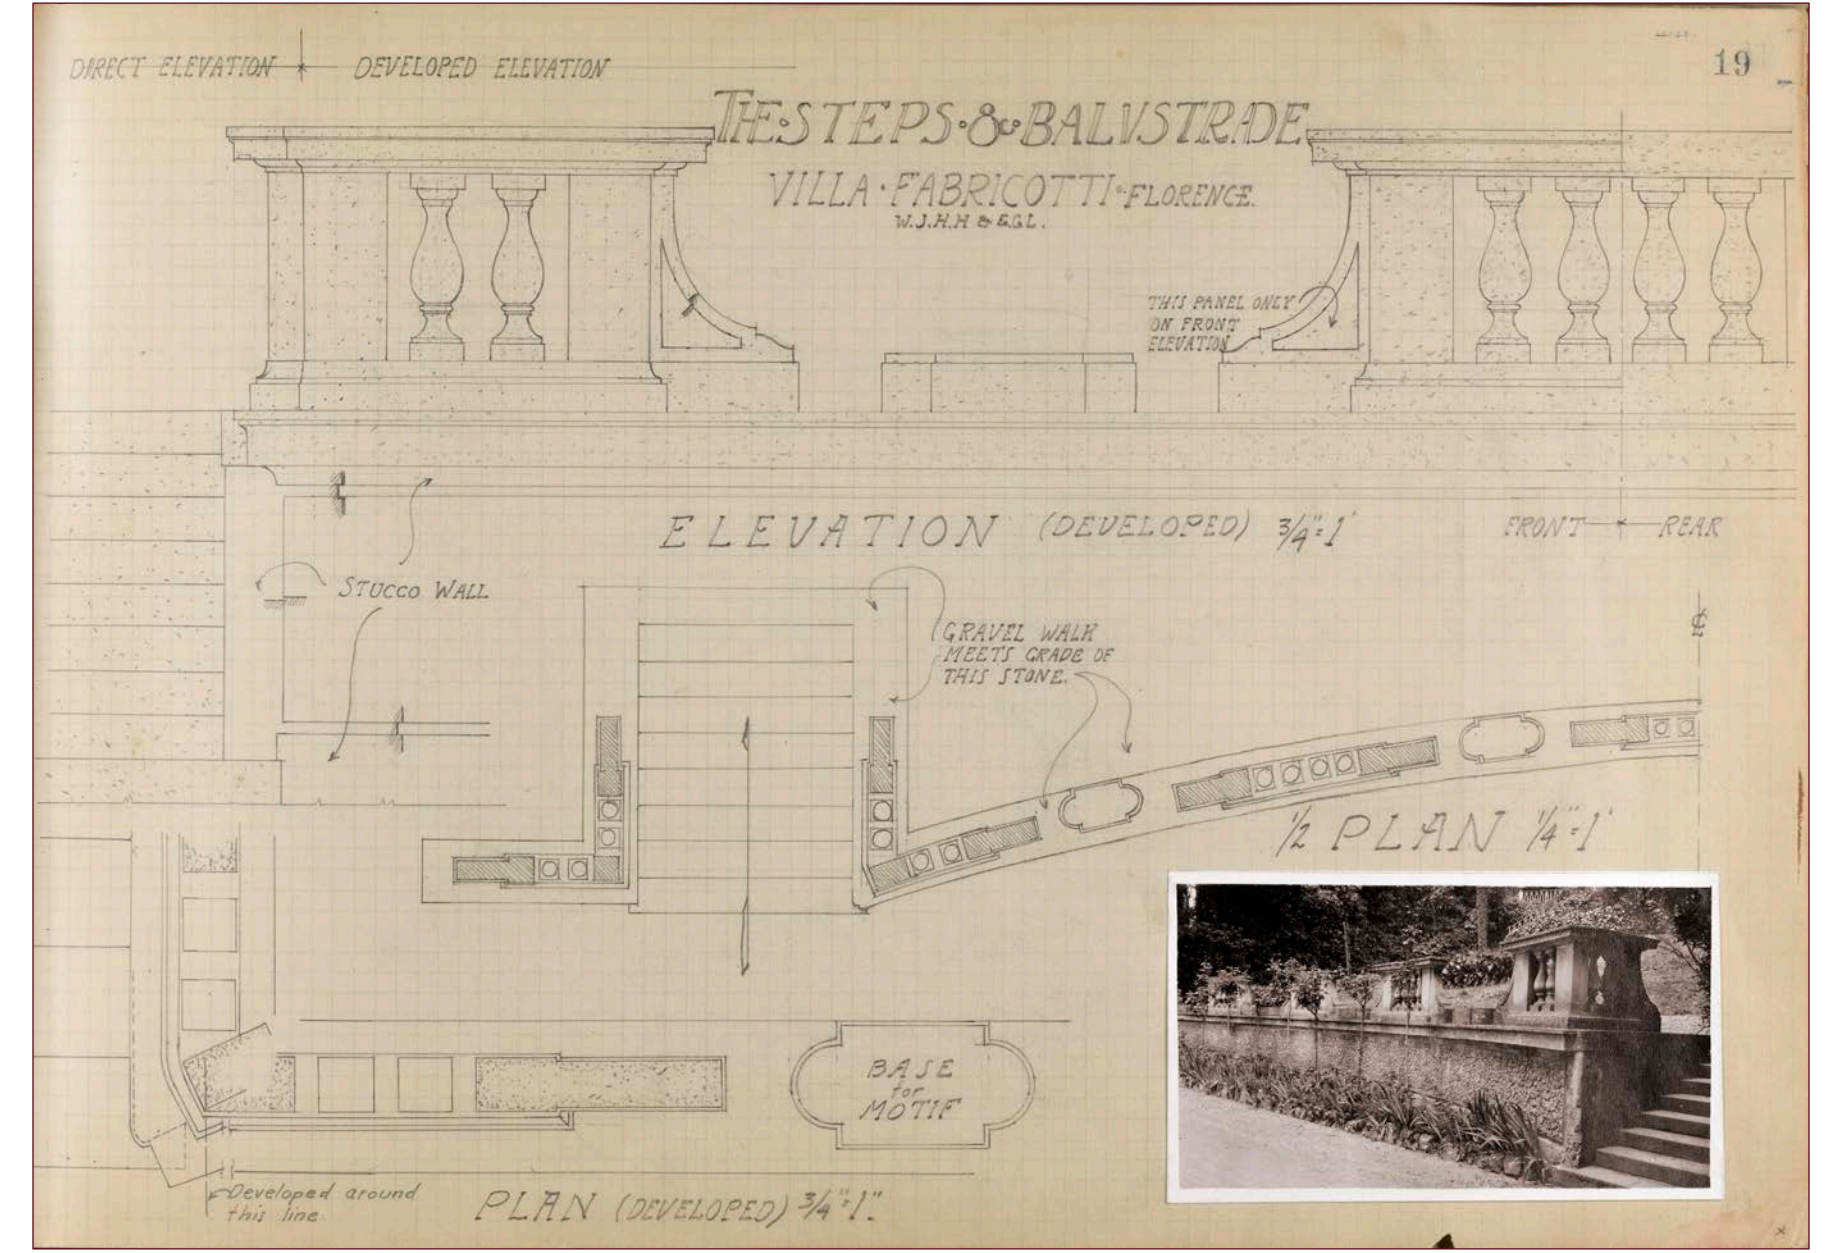 19
DIRECT ELEVATION
DEVELOPED ELEVATION
THE·STEPS·&·BALVSTRADE
VILLA·FABRICOTTI·FLORENCE.
W.J.H.H & E.G.L.
THIS PANEL ONLY
ON FRONT
ELEVATION
ELEVATION (DEVELOPED) 3/4"=1'
FRONT
REAR
STUCCO WALL
GRAVEL WALK
MEETS GRADE OF
THIS STONE.
℄
1/2 PLAN 1/4"=1'
BASE
for
MOTIF
Developed around
this line
PLAN (DEVELOPED) 3/4"=1".